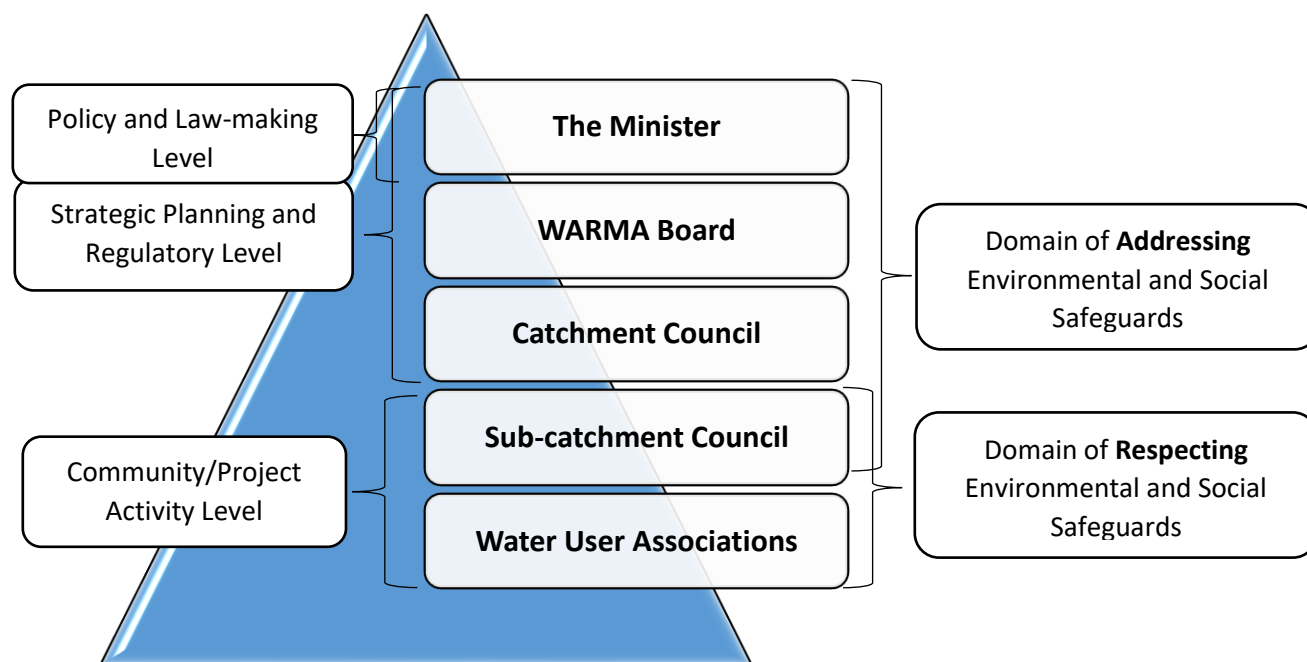 Policy and Law-making
Level
Strategic Planning and
Regulatory Level
Community/Project
Activity Level
The Minister
WARMA Board
Catchment Council
Sub-catchment Council
Water User Associations
Domain of Addressing
Environmental and Social
Safeguards
Domain of Respecting
Environmental and Social
Safeguards